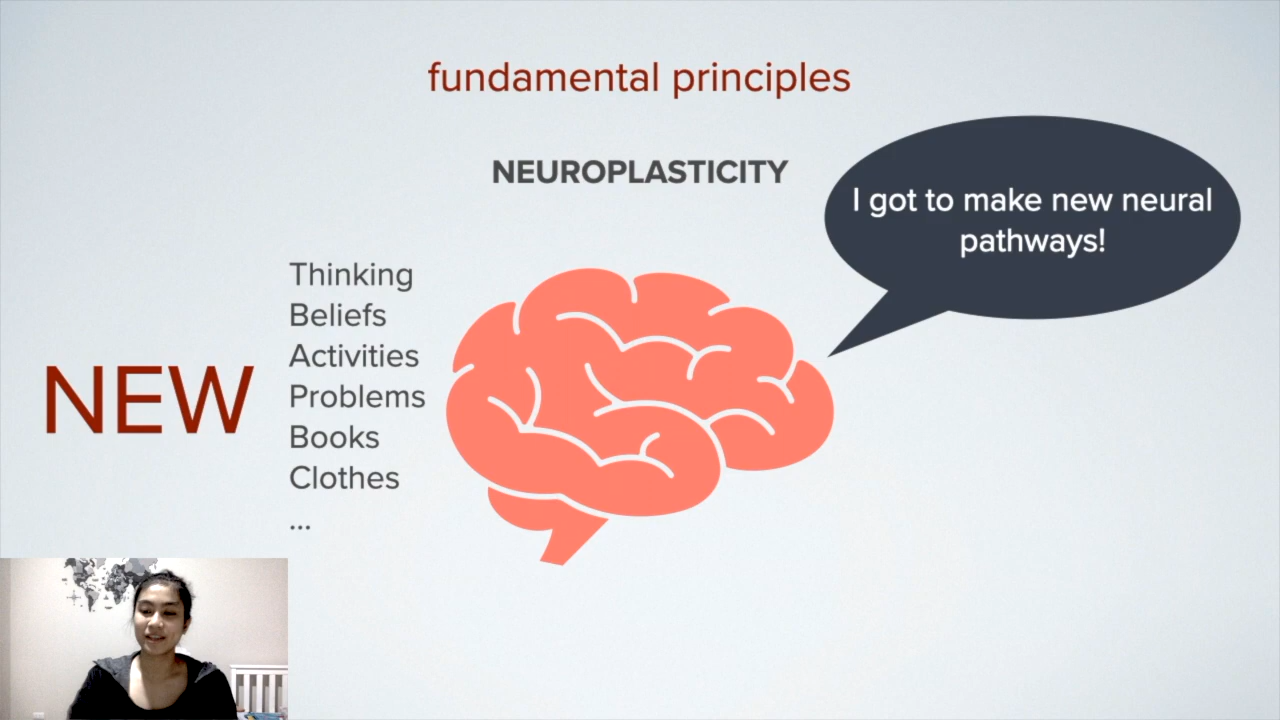 fundamental principles
NEUROPLASTICITY
I got to make new neural
pathways!
NEW
Thinking
Beliefs
Activities
Problems
Books
Clothes
...